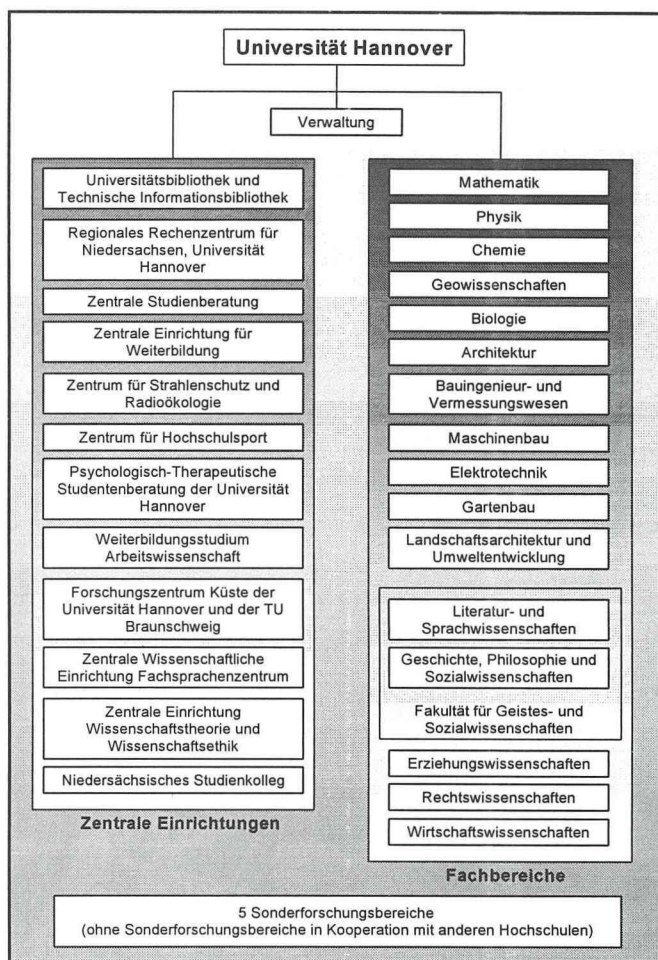 Universität Hannover
Verwaltung
Universitätsbibliothek und
Technische Informationsbibliothek
Regionales Rechenzentrum für
Niedersachsen, Universität
Hannover
Zentrale Studienberatung
Zentrale Einrichtung für
Weiterbildung
Zentrum für Strahlenschutz und
Radioökologie
Zentrum für Hochschulsport
Psychologisch-Therapeutische
Studentenberatung der Universität
Hannover
Weiterbildungsstudium
Arbeitswissenschaft
Forschungszentrum Küste der
Universität Hannover und der TU
Braunschweig
Zentrale Wissenschaftliche
Einrichtung Fachsprachenzentrum
Zentrale Einrichtung
Wissenschaftstheorie und
Wissenschaftsethik
Niedersächsisches Studienkolleg
Zentrale Einrichtungen
Mathematik
Physik
Chemie
Geowissenschaften
Biologie
Architektur
Bauingenieur- und
Vermessungswesen
Maschinenbau
Elektrotechnik
Gartenbau
Landschaftsarchitektur und
Umweltentwicklung
Literatur- und
Sprachwissenschaften
Geschichte, Philosophie und
Sozialwissenschaften
Fakultät für Geistes- und
Sozialwissenschaften
Erziehungswissenschaften
Rechtswissenschaften
Wirtschaftswissenschaften
Fachbereiche
5 Sonderforschungsbereiche
(ohne Sonderforschungsbereiche in Kooperation mit anderen Hochschulen)